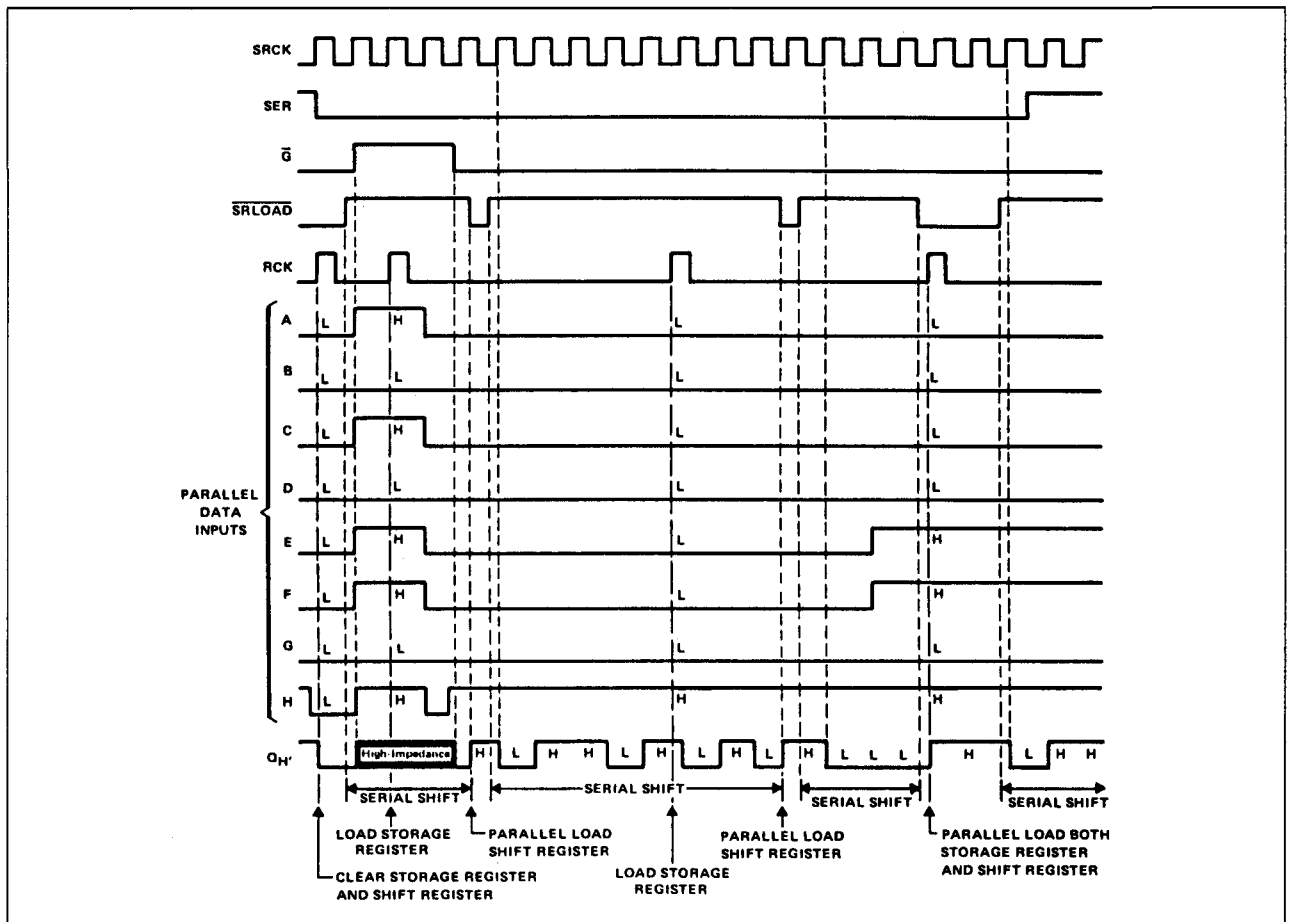 SRCK
SER
G̅
S̅R̅L̅O̅A̅D̅
RCK
PARALLEL
DATA
INPUTS
A L H L L
B L L L L
C L H L L
D L L L L
E L H L H
F L H L H
G L L L L
H L H H H
QH' High-Impedance H L H H L H L H L H L L L H L H H
SERIAL SHIFT SERIAL SHIFT SERIAL SHIFT SERIAL SHIFT
LOAD STORAGE
REGISTER
PARALLEL LOAD
SHIFT REGISTER
LOAD STORAGE
REGISTER
PARALLEL LOAD
SHIFT REGISTER
PARALLEL LOAD BOTH
STORAGE REGISTER
AND SHIFT REGISTER
CLEAR STORAGE REGISTER
AND SHIFT REGISTER